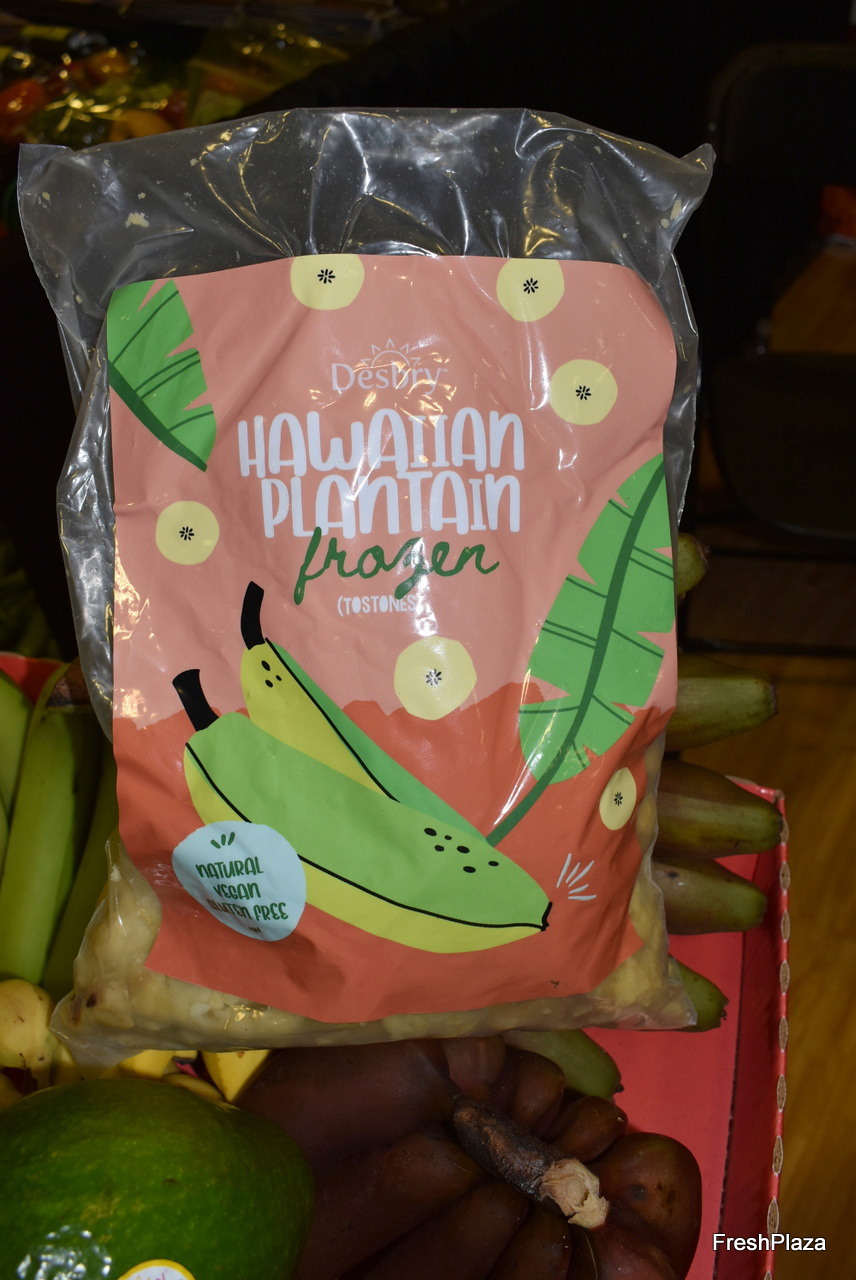 Desbry
HAWAIIAN
PLANTAIN
frozen
(TOSTONES)
NATURAL
VEGAN
GLUTEN FREE
FreshPlaza